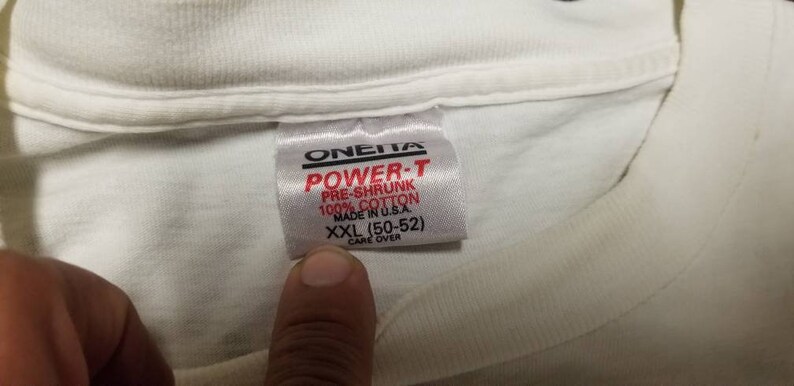 ONEITA
POWER-T
PRE-SHRUNK
100% COTTON
MADE IN U.S.A.
XXL (50-52)
CARE OVER